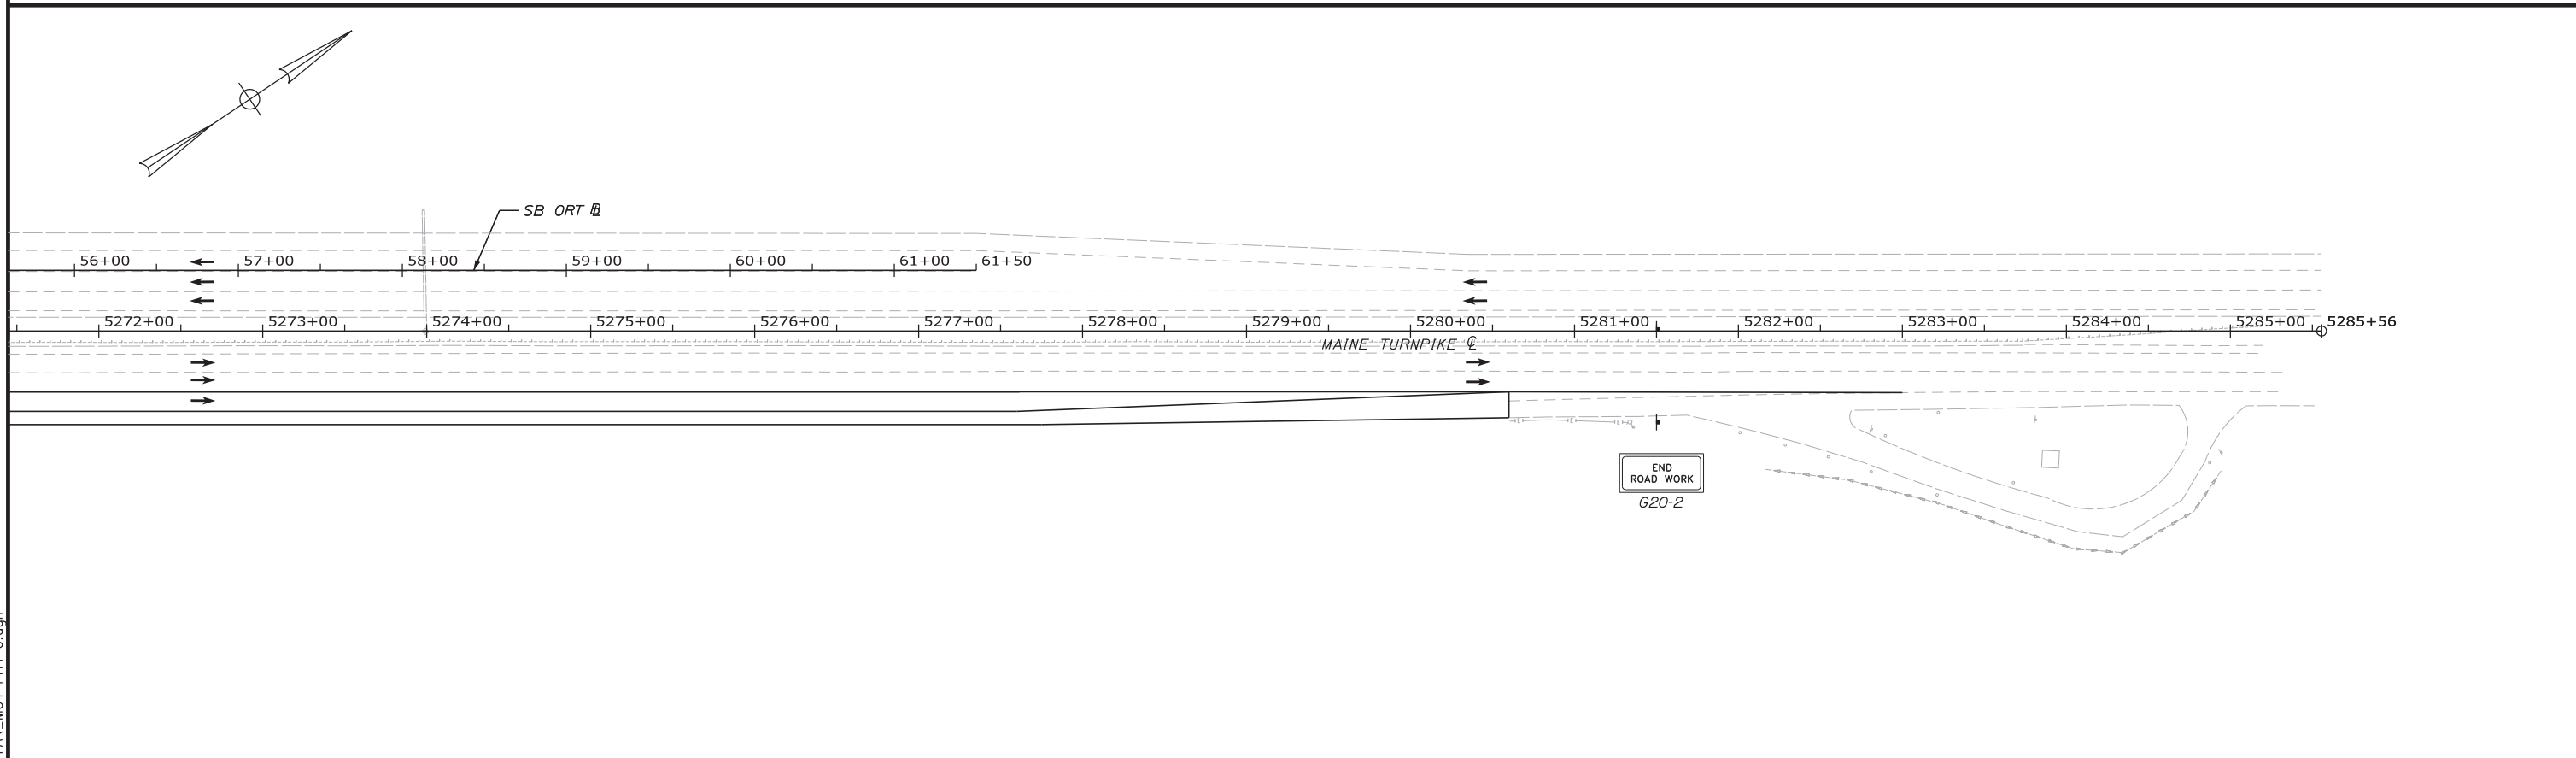 SB ORT B
56+00 57+00 58+00 59+00 60+00 61+00 61+50
5272+00 5273+00 5274+00 5275+00 5276+00 5277+00 5278+00 5279+00 5280+00 5281+00 5282+00 5283+00 5284+00 5285+00 5285+56
MAINE TURNPIKE ℄
END
ROAD WORK
G20-2